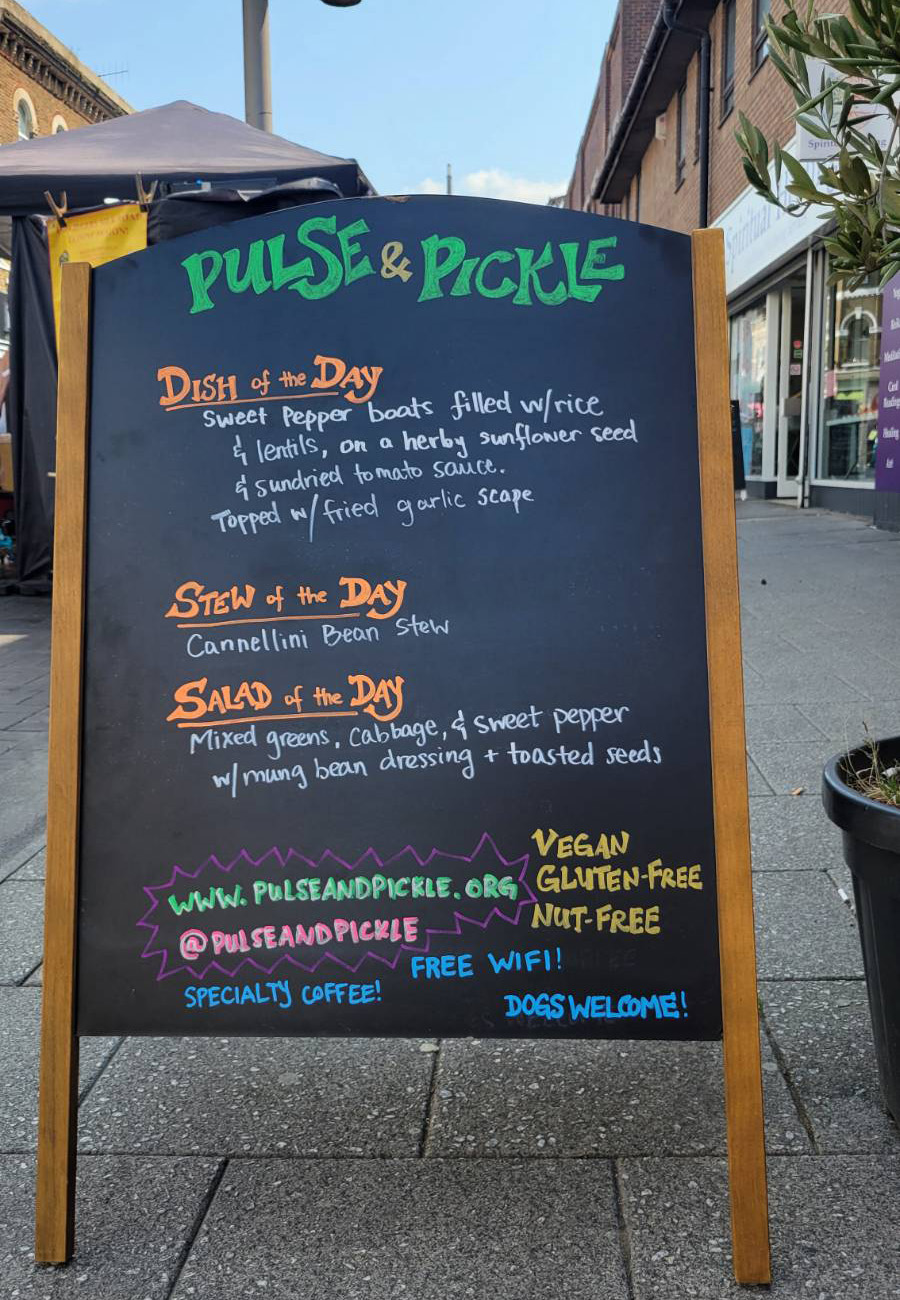 PULSE & PICKLE
DISH of the DAY
Sweet Pepper boats filled w/rice
& lentils, on a herby sunflower seed
& sundried tomato sauce.
Topped w/fried garlic scape
STEW of the DAY
Cannellini Bean Stew
SALAD of the DAY
Mixed greens, cabbage, & sweet pepper
w/mung bean dressing + toasted seeds
VEGAN
GLUTEN-FREE
NUT-FREE
WWW.PULSEANDPICKLE.ORG
@PULSEANDPICKLE
FREE WIFI!
SPECIALTY COFFEE!
DOGS WELCOME!
Spiritual
Healing